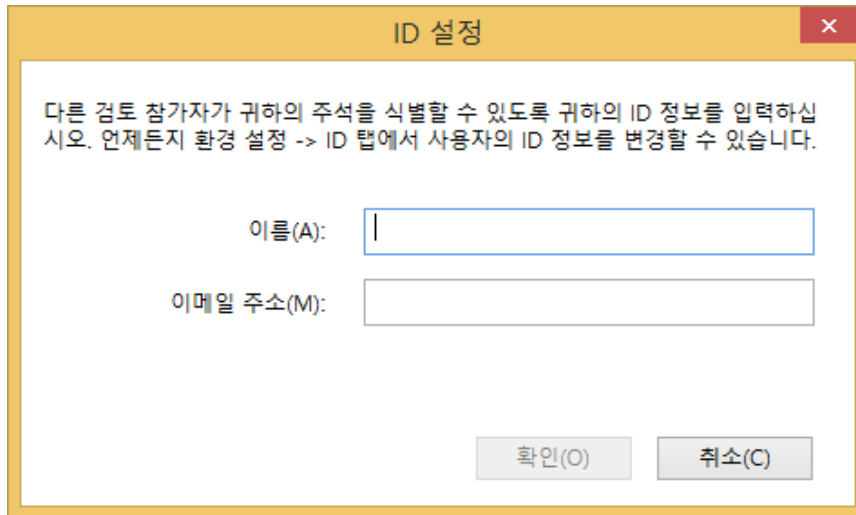 ID 설정
다른 검토 참가자가 귀하의 주석을 식별할 수 있도록 귀하의 ID 정보를 입력하십
시오. 언제든지 환경 설정 -> ID 탭에서 사용자의 ID 정보를 변경할 수 있습니다.
이름(A):
이메일 주소(M):
확인(O) 취소(C)